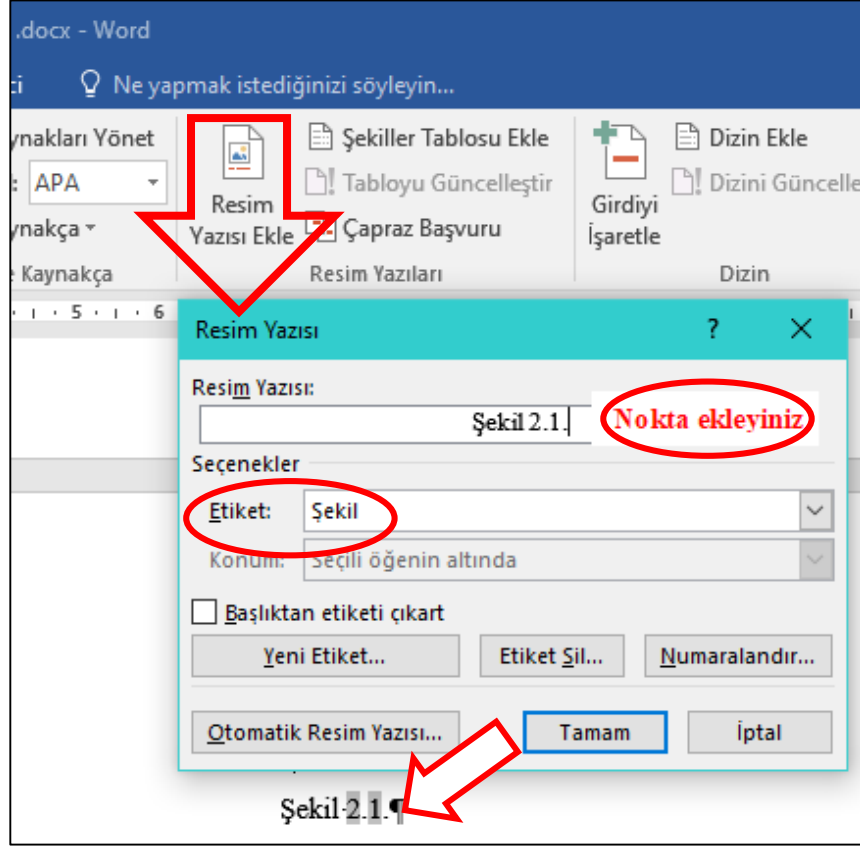 .docx - Word
Ne yapmak istediğinizi söyleyin...
ynakları Yönet
Şekiller Tablosu Ekle
Dizin Ekle
: APA
Tabloyu Güncelleştir
Dizini Güncelle
Resim
Yazısı Ekle
Girdiyi
İşaretle
ynakça
Çapraz Başvuru
Kaynakça
Resim Yazıları
Dizin
5 6
Resim Yazısı ? X
Resim Yazısı:
Şekil 2.1.
Nokta ekleyiniz
Seçenekler
Etiket: Şekil
Konum: Seçili öğenin altında
Başlıktan etiketi çıkart
Yeni Etiket... Etiket Sil... Numaralandır...
Otomatik Resim Yazısı... Tamam İptal
Şekil·2.1.¶